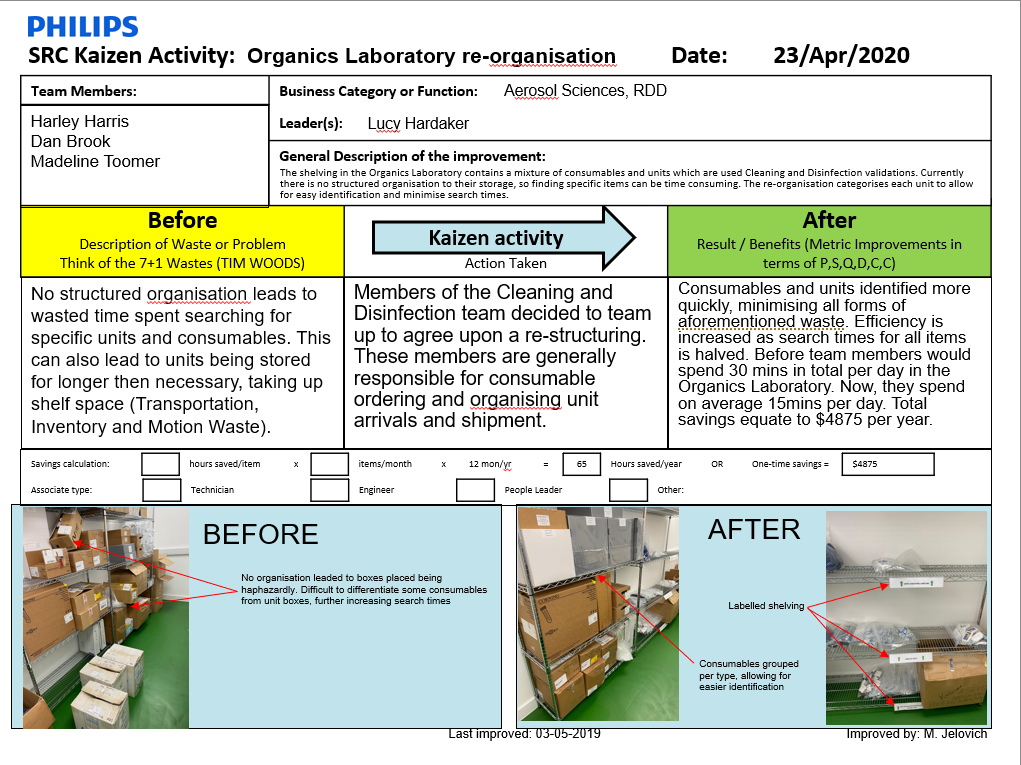 PHILIPS
SRC Kaizen Activity: Organics Laboratory re-organisation Date: 23/Apr/2020
Team Members:
Harley Harris
Dan Brook
Madeline Toomer
Business Category or Function: Aerosol Sciences, RDD
Leader(s): Lucy Hardaker
General Description of the improvement:
The shelving in the Organics Laboratory contains a mixture of consumables and units which are used Cleaning and Disinfection validations. Currently
there is no structured organisation to their storage, so finding specific items can be time consuming. The re-organisation categorises each unit to allow
for easy identification and minimise search times.
Before
Description of Waste or Problem
Think of the 7+1 Wastes (TIM WOODS)
Kaizen activity
Action Taken
After
Result / Benefits (Metric Improvements in
terms of P,S,Q,D,C,C)
No structured organisation leads to
wasted time spent searching for
specific units and consumables. This
can also lead to units being stored
for longer then necessary, taking up
shelf space (Transportation,
Inventory and Motion Waste).
Members of the Cleaning and
Disinfection team decided to team
up to agree upon a re-structuring.
These members are generally
responsible for consumable
ordering and organising unit
arrivals and shipment.
Consumables and units identified more
quickly, minimising all forms of
aforementioned waste. Efficiency is
increased as search times for all items
is halved. Before team members would
spend 30 mins in total per day in the
Organics Laboratory. Now, they spend
on average 15mins per day. Total
savings equate to $4875 per year.
Savings calculation: hours saved/item x items/month x 12 mon/yr = 65 Hours saved/year OR One-time savings = $4875
Associate type: Technician Engineer People Leader Other:
BEFORE
No organisation leaded to boxes placed being
haphazardly. Difficult to differentiate some consumables
from unit boxes, further increasing search times
AFTER
Labelled shelving
Consumables grouped
per type, allowing for
easier identification
Last improved: 03-05-2019
Improved by: M. Jelovich